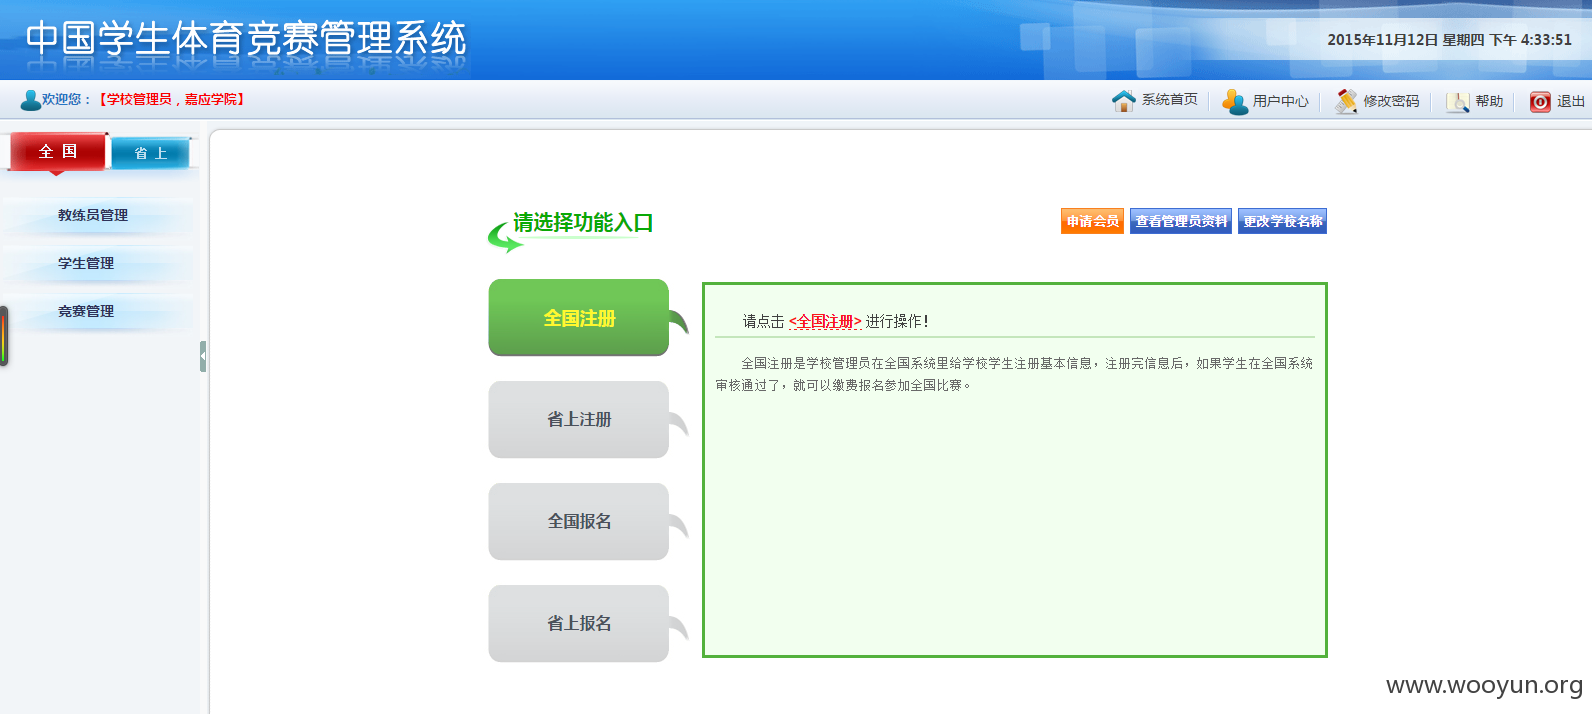 中国学生体育竞赛管理系统
2015年11月12日 星期四 下午 4:33:51
欢迎您：【学校管理员，嘉应学院】
系统首页 用户中心 修改密码 帮助 退出
全 国 省 上
教练员管理
学生管理
竞赛管理
请选择功能入口
申请会员 查看管理员资料 更改学校名称
全国注册
省上注册
全国报名
省上报名
请点击 <全国注册> 进行操作！
全国注册是学校管理员在全国系统里给学校学生注册基本信息，注册完信息后，如果学生在全国系统
审核通过了，就可以缴费报名参加全国比赛。
www.wooyun.org